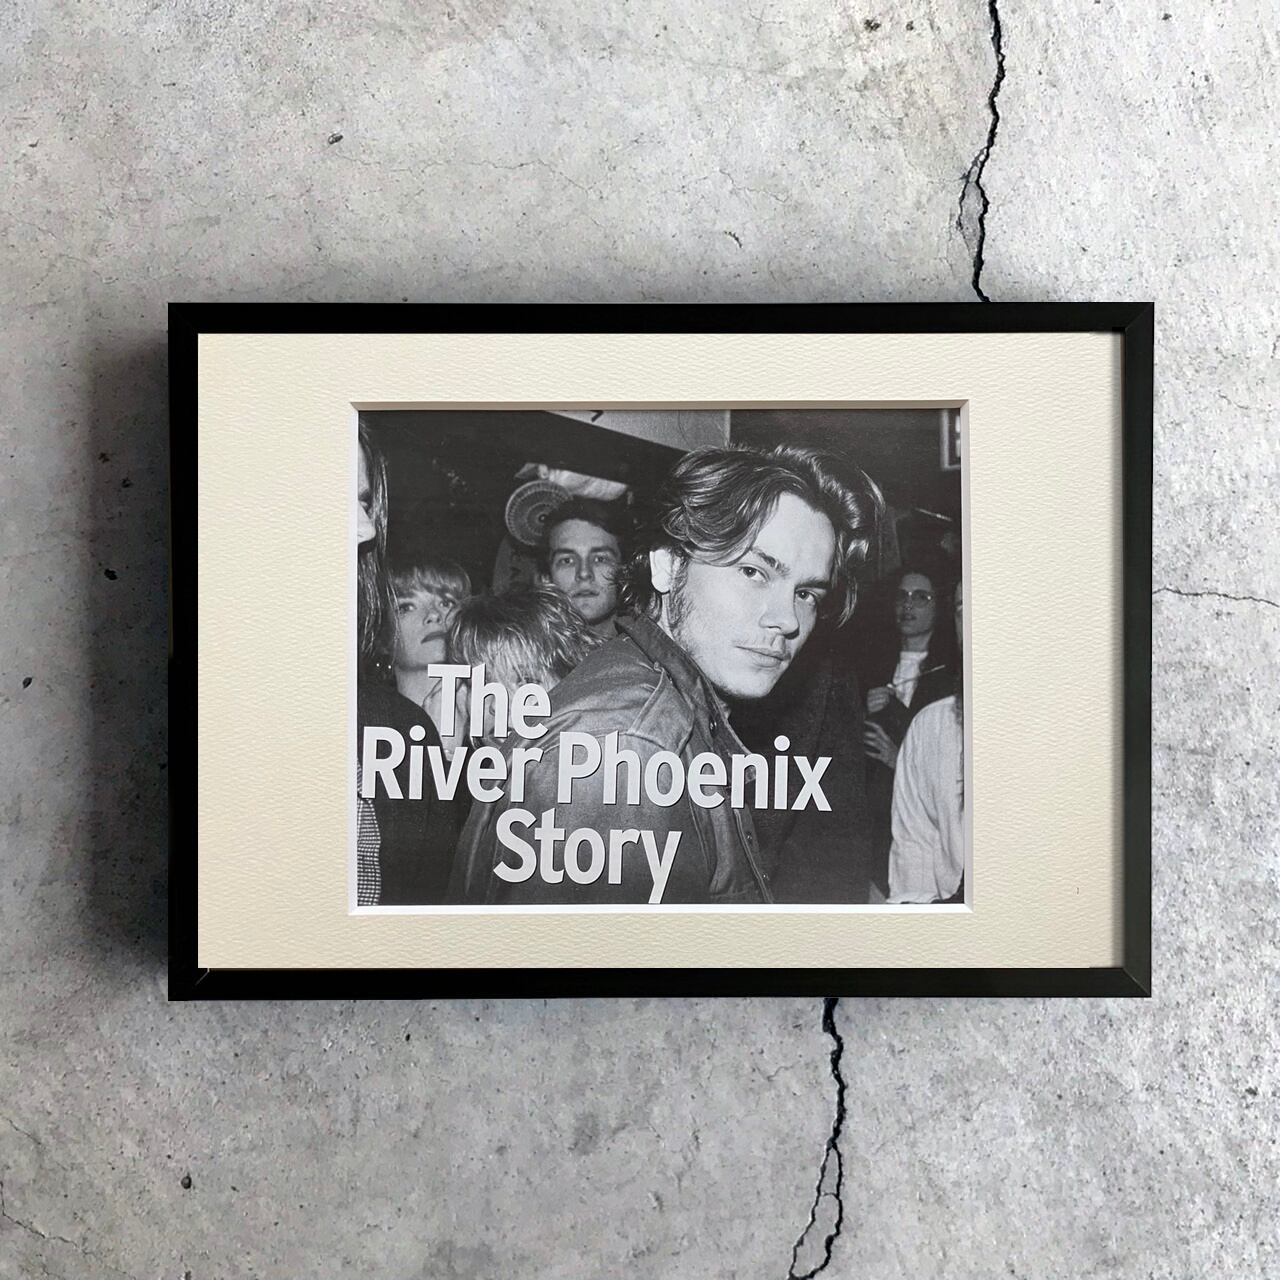 The
River Phoenix
Story